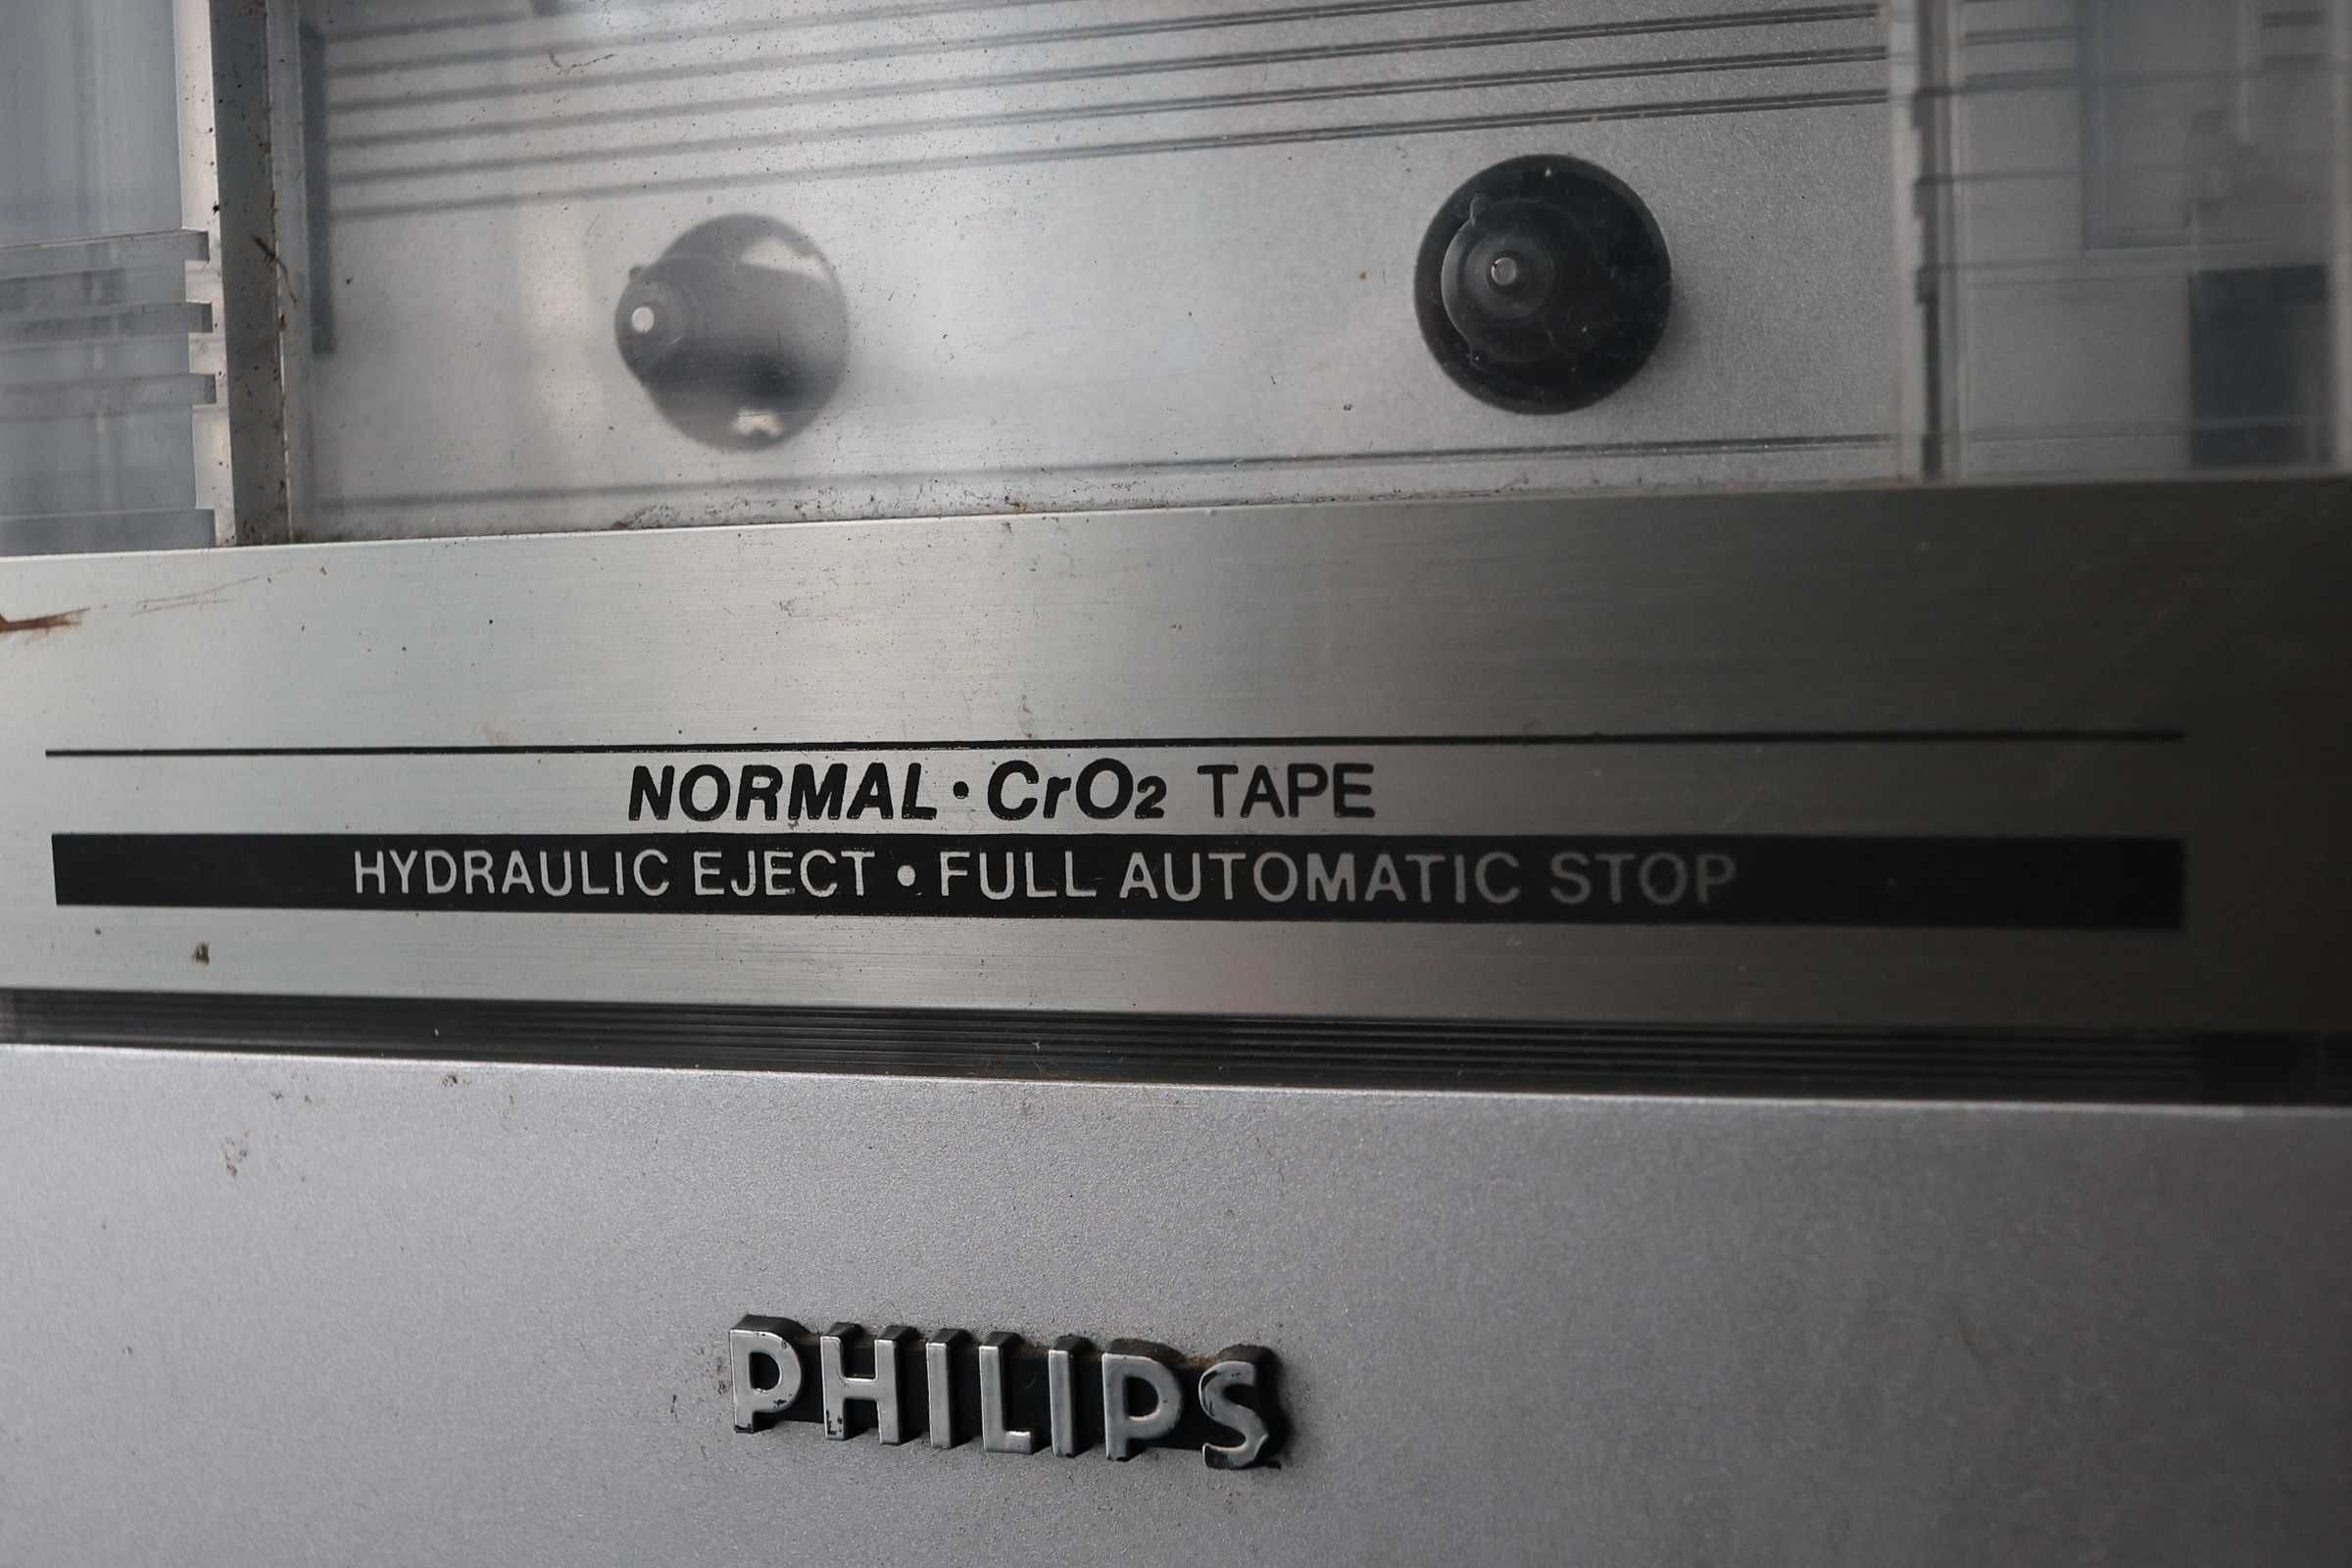 NORMAL • CrO2 TAPE
HYDRAULIC EJECT • FULL AUTOMATIC STOP
PHILIPS